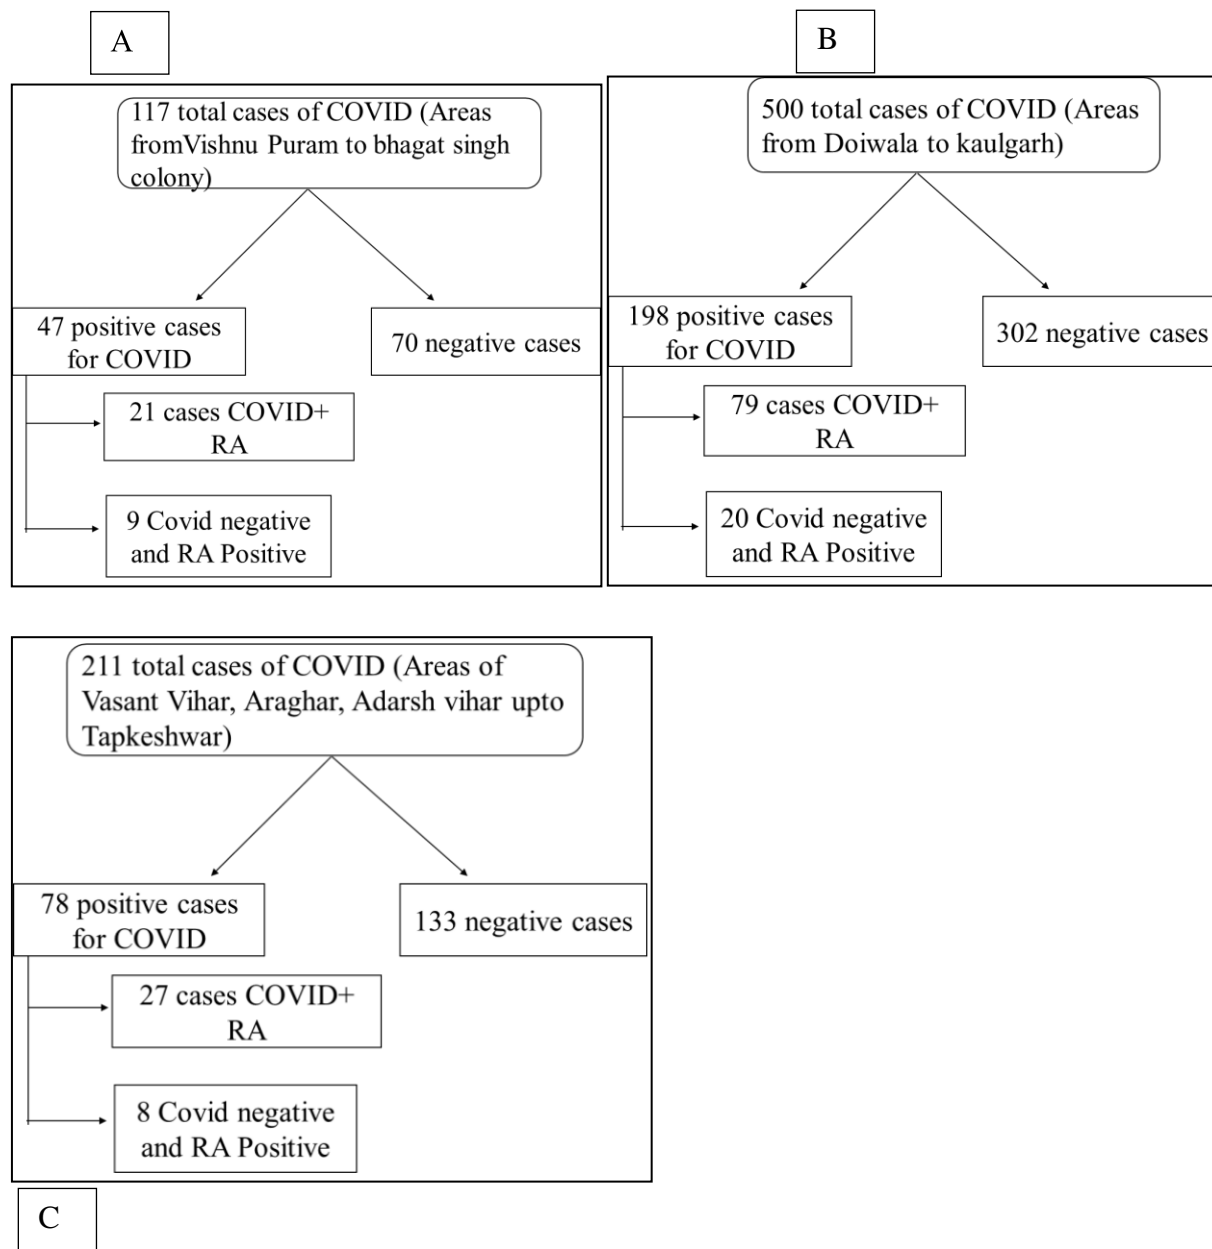 A
117 total cases of COVID (Areas
fromVishnu Puram to bhagat singh
colony)
47 positive cases
for COVID
70 negative cases
21 cases COVID+
RA
9 Covid negative
and RA Positive
B
500 total cases of COVID (Areas
from Doiwala to kaulgarh)
198 positive cases
for COVID
302 negative cases
79 cases COVID+
RA
20 Covid negative
and RA Positive
211 total cases of COVID (Areas of
Vasant Vihar, Araghar, Adarsh vihar upto
Tapkeshwar)
78 positive cases
for COVID
133 negative cases
27 cases COVID+
RA
8 Covid negative
and RA Positive
C